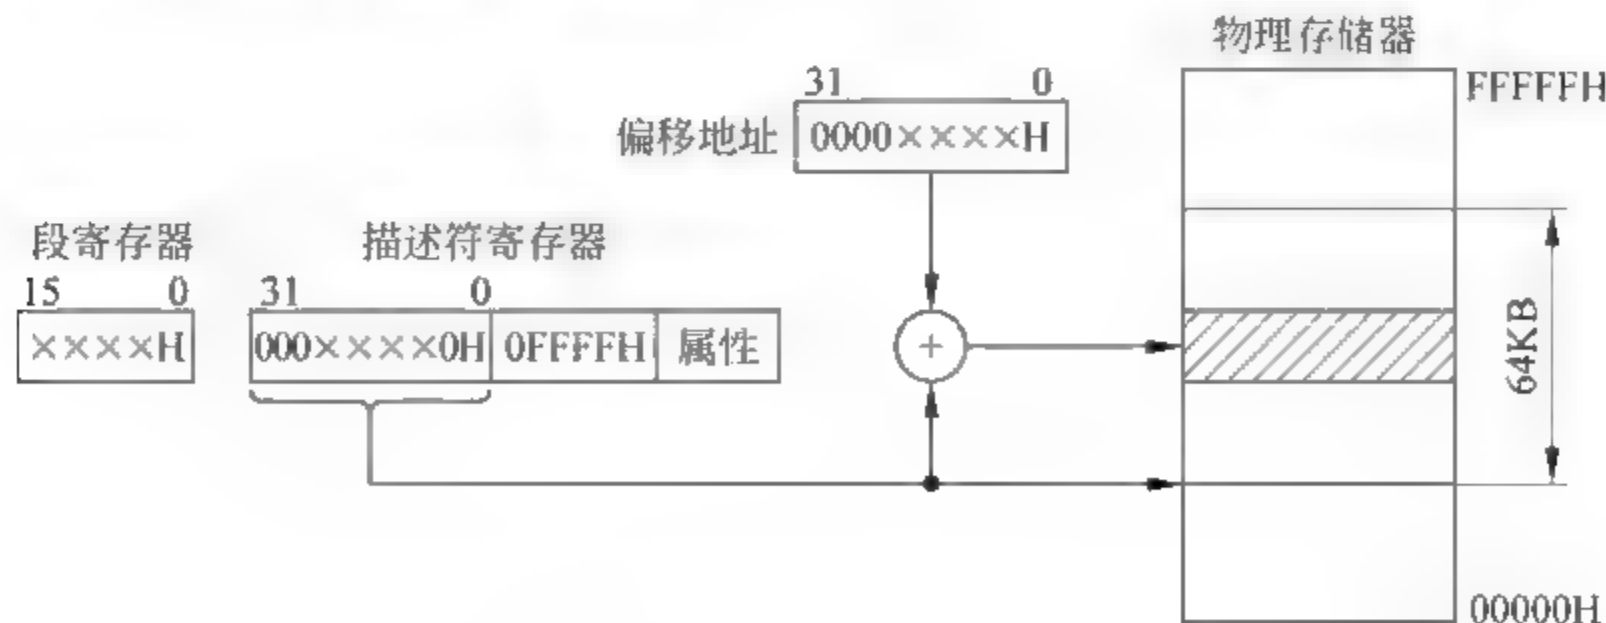 物理存储器
31 0
FFFFFH
偏移地址 0000××××H
段寄存器 描述符寄存器
15 0 31 0
××××H 000××××0H 0FFFFH 属性
+
64KB
00000H